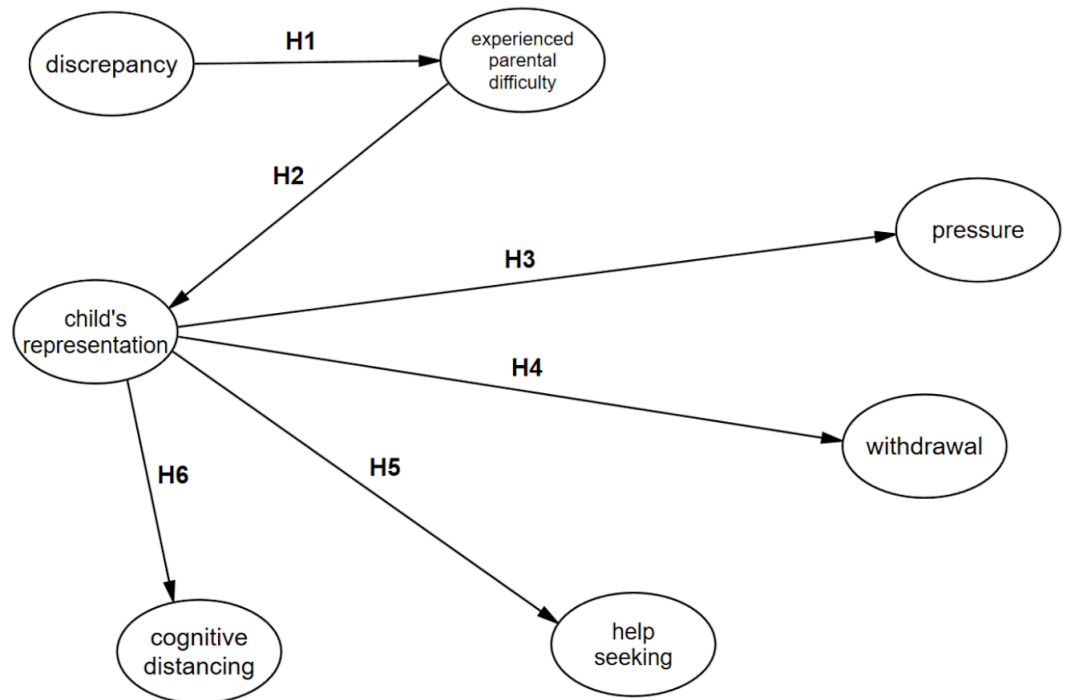 H1
discrepancy
experienced
parental
difficulty
H2
pressure
H3
child's
representation
H4
withdrawal
H5
H6
cognitive
distancing
help
seeking